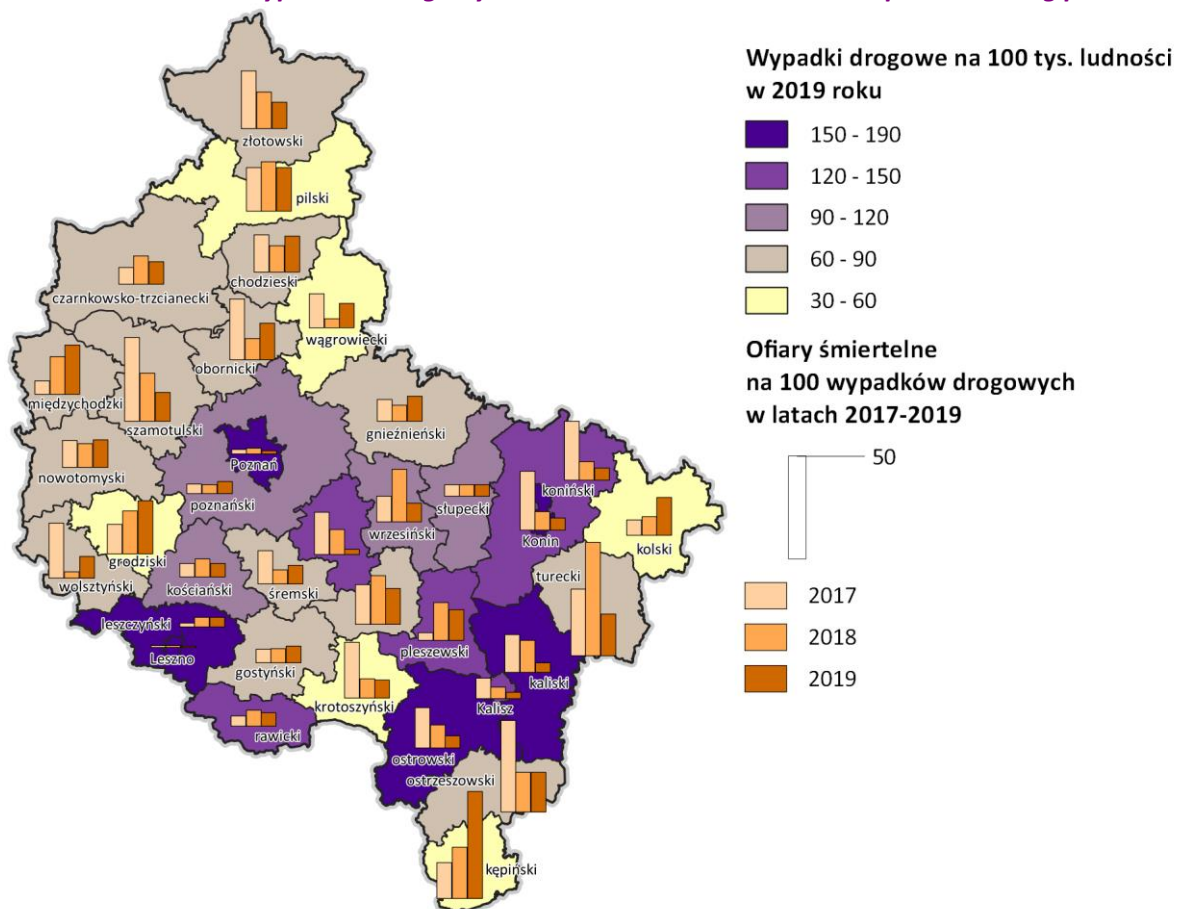 Wypadki drogowe na 100 tys. ludności
w 2019 roku
150 - 190
120 - 150
90 - 120
60 - 90
30 - 60
Ofiary śmiertelne
na 100 wypadków drogowych
w latach 2017-2019
50
2017
2018
2019
złotowski
pilski
chodzieski
czarnkowsko-trzcianecki
wągrowiecki
obornicki
międzychodzki
szamotulski
gnieźnieński
Poznań
nowotomyski
koniński
poznański
słupecki
wrzesiński
Konin
kolski
grodziski
turecki
wolsztyński
kościański
śremski
leszczyński
pleszewski
Leszno
gostyński
kaliski
krotoszyński
Kalisz
rawicki
ostrowski
ostrzeszowski
kępiński